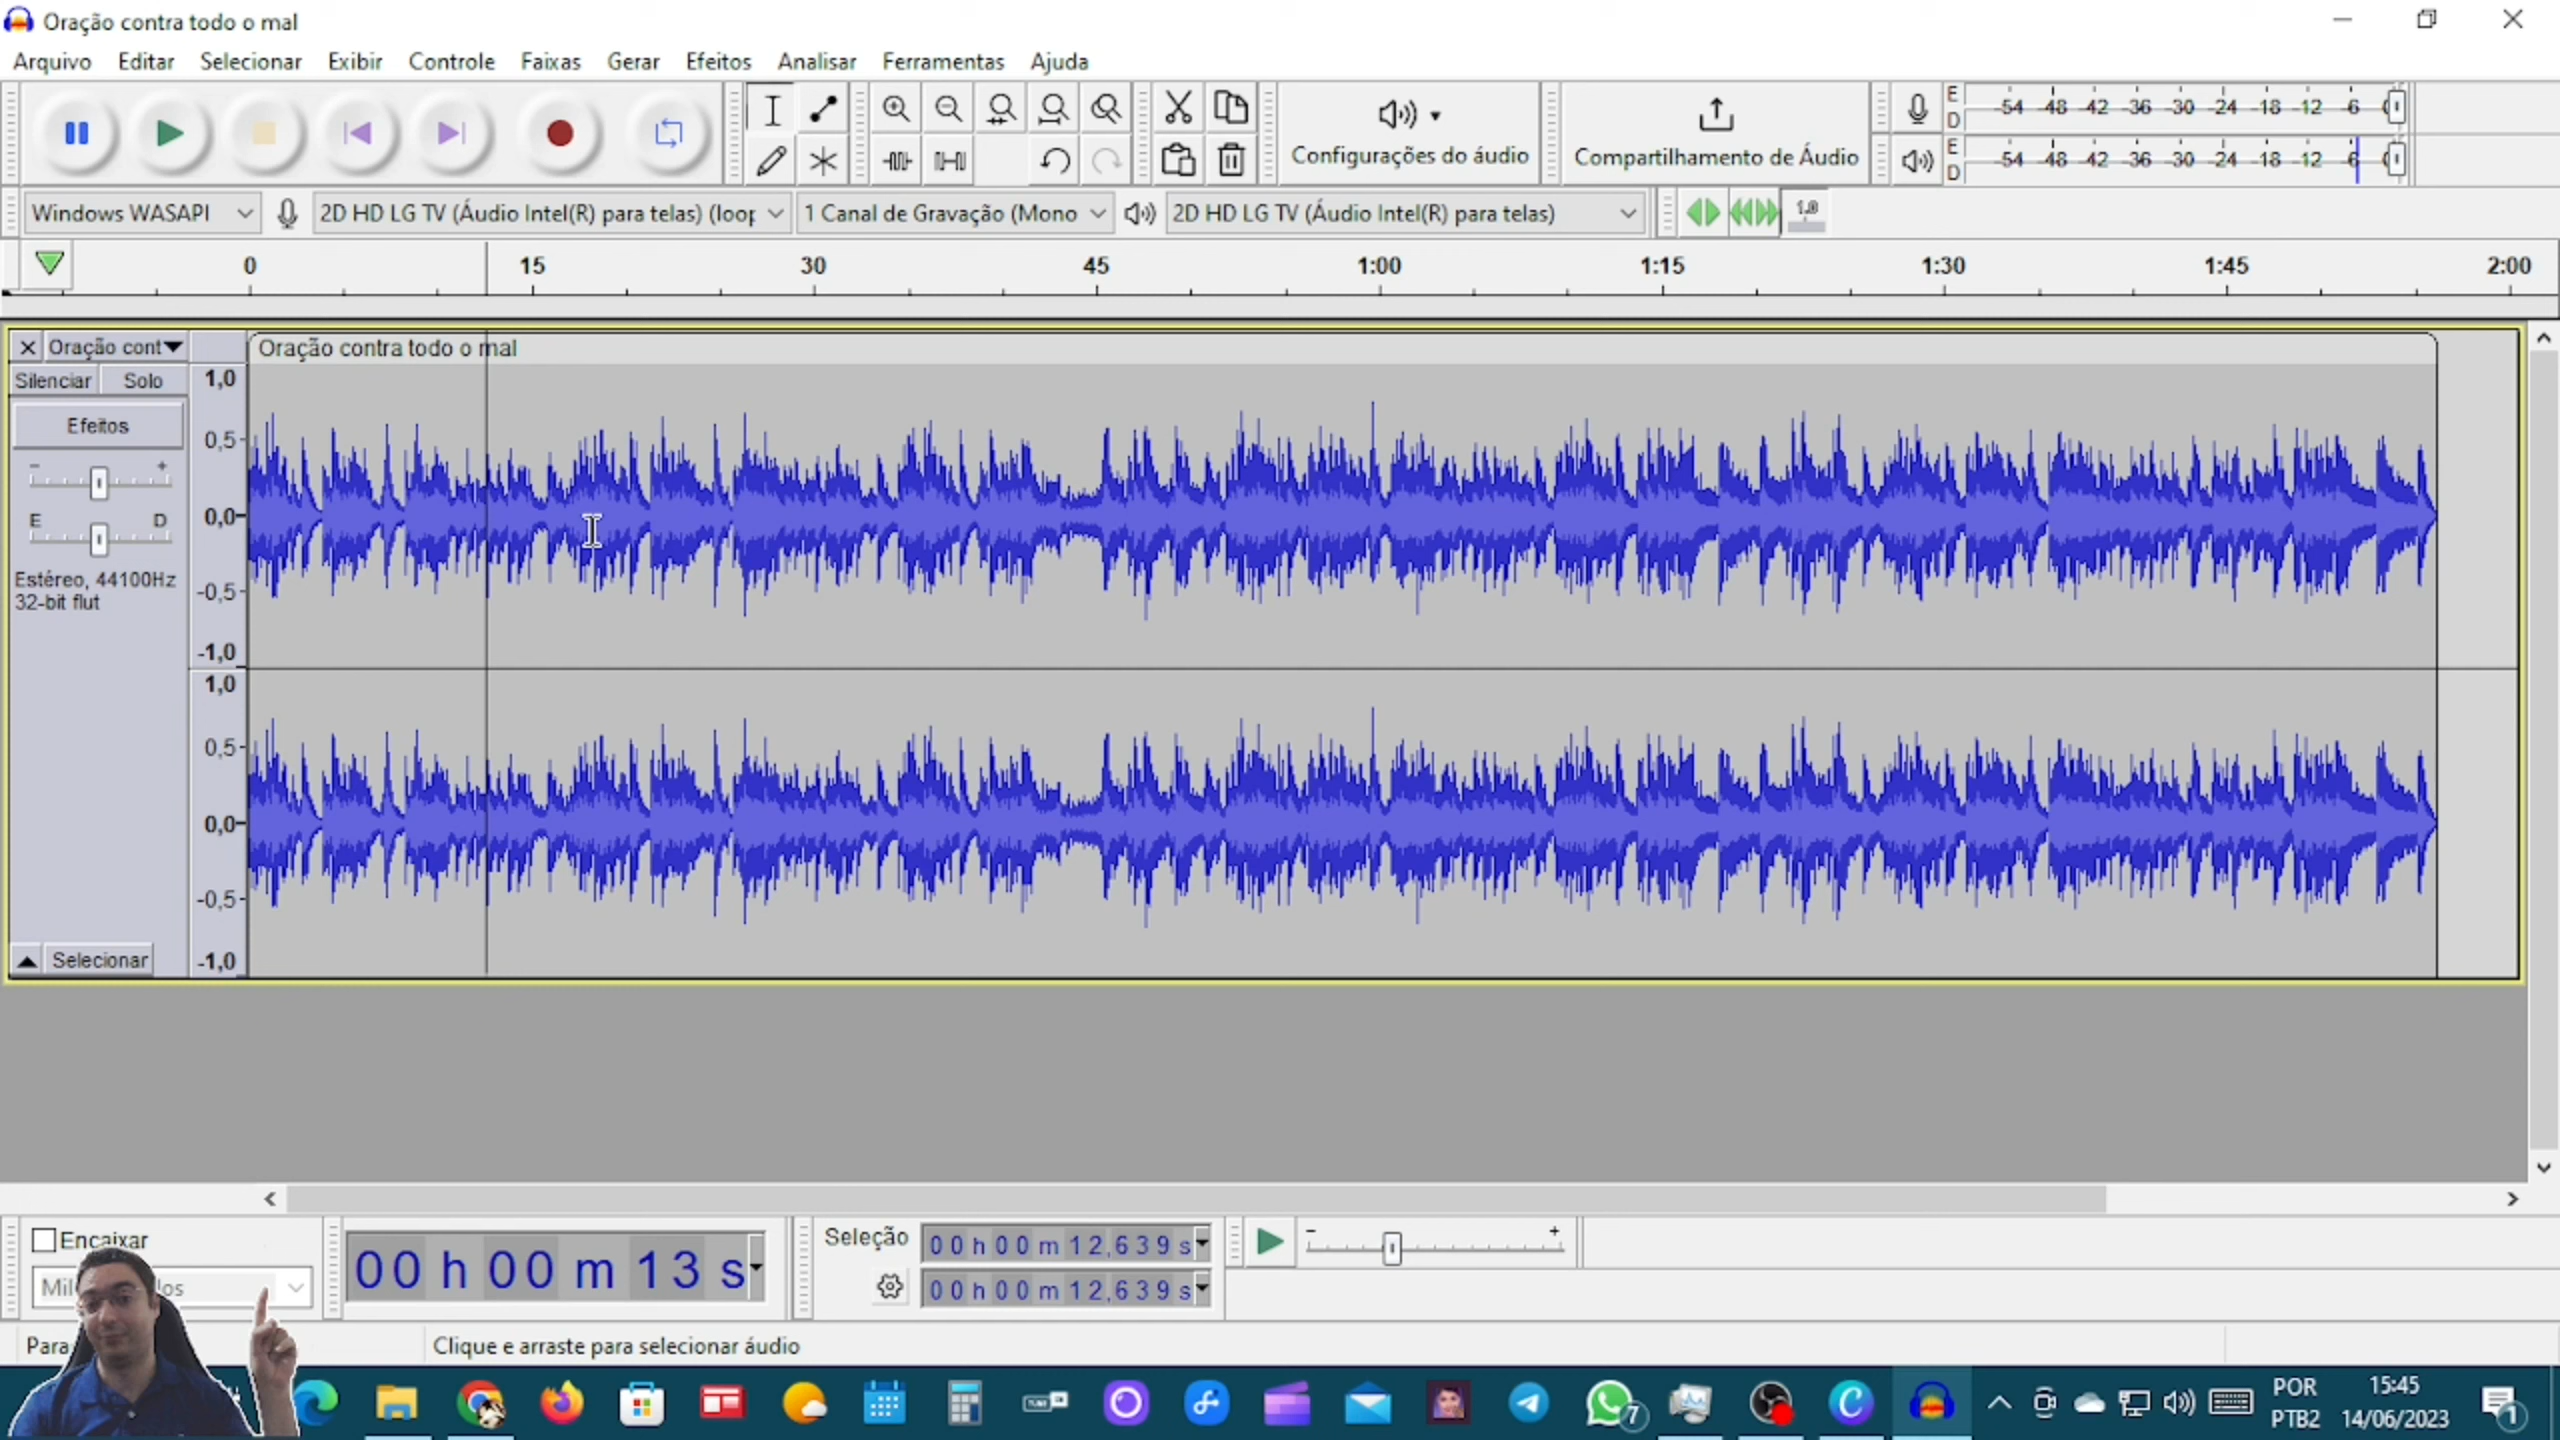 Oração contra todo o mal
Arquivo Editar Selecionar Exibir Controle Faixas Gerar Efeitos Analisar Ferramentas Ajuda
Configurações do áudio
Compartilhamento de Áudio
E
D
-54 -48 -42 -36 -30 -24 -18 -12 -6 0
E
D
-54 -48 -42 -36 -30 -24 -18 -12 -6 0
Windows WASAPI 2D HD LG TV (Áudio Intel(R) para telas) (loop 1 Canal de Gravação (Mono 2D HD LG TV (Áudio Intel(R) para telas) 1.0
0 15 30 45 1:00 1:15 1:30 1:45 2:00
Oração cont Oração contra todo o mal
Silenciar Solo
Efeitos
- +
E D
Estéreo, 44100Hz
32-bit flut
Selecionar
1,0
0,5
0,0
-0,5
-1,0
1,0
0,5
0,0
-0,5
-1,0
Encaixar
00 h 00 m 13 s
Seleção
00 h 00 m 12,639 s
00 h 00 m 12,639 s
- +
Para
Clique e arraste para selecionar áudio
7
POR
PTB2
15:45
14/06/2023
1